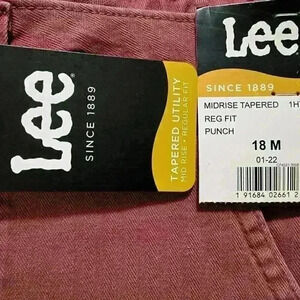 Lee
SINCE 1889
TAPERED UTILITY
MID RISE • REGULAR FIT
Lee
SINCE 1889
MIDRISE TAPERED 1H
REG FIT
PUNCH
18 M
01-22
1 91684 02661 2